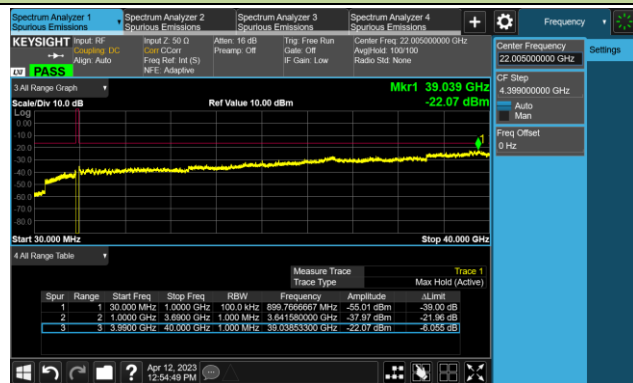 Spectrum Analyzer 1
Spurious Emissions
Spectrum Analyzer 2
Spurious Emissions
Spectrum Analyzer 3
Spurious Emissions
Spectrum Analyzer 4
Spurious Emissions
Frequency
KEYSIGHT
Input: RF
Coupling: DC
Align: Auto
Input Z: 50 Ω
Corr CCorr
Freq Ref: Int (S)
NFE: Adaptive
Atten: 16 dB
Preamp: Off
Trig: Free Run
Gate: Off
IF Gain: Low
Center Freq: 22.005000000 GHz
Avg|Hold: 100/100
Radio Std: None
LXI PASS
Center Frequency
22.005000000 GHz
Settings
CF Step
4.399000000 GHz
Auto
Man
Freq Offset
0 Hz
3 All Range Graph
Mkr1 39.039 GHz
-22.07 dBm
Scale/Div 10.0 dB
Ref Value 10.00 dBm
Log
0.00
-10.0
-20.0
-30.0
-40.0
-50.0
-60.0
-70.0
-80.0
1
Start 30.000 MHz
Stop 40.000 GHz
4 All Range Table
Measure Trace Trace 1
Trace Type Max Hold (Active)
Spur Range Start Freq Stop Freq RBW Frequency Amplitude ΔLimit
1 1 30.000 MHz 1.0000 GHz 100.0 kHz 899.7666667 MHz -55.01 dBm -39.00 dB
2 2 1.0000 GHz 3.6900 GHz 1.000 MHz 3.641580000 GHz -37.97 dBm -21.96 dB
3 3 3.9900 GHz 40.000 GHz 1.000 MHz 39.03853300 GHz -22.07 dBm -6.055 dB
Apr 12, 2023
12:54:49 PM